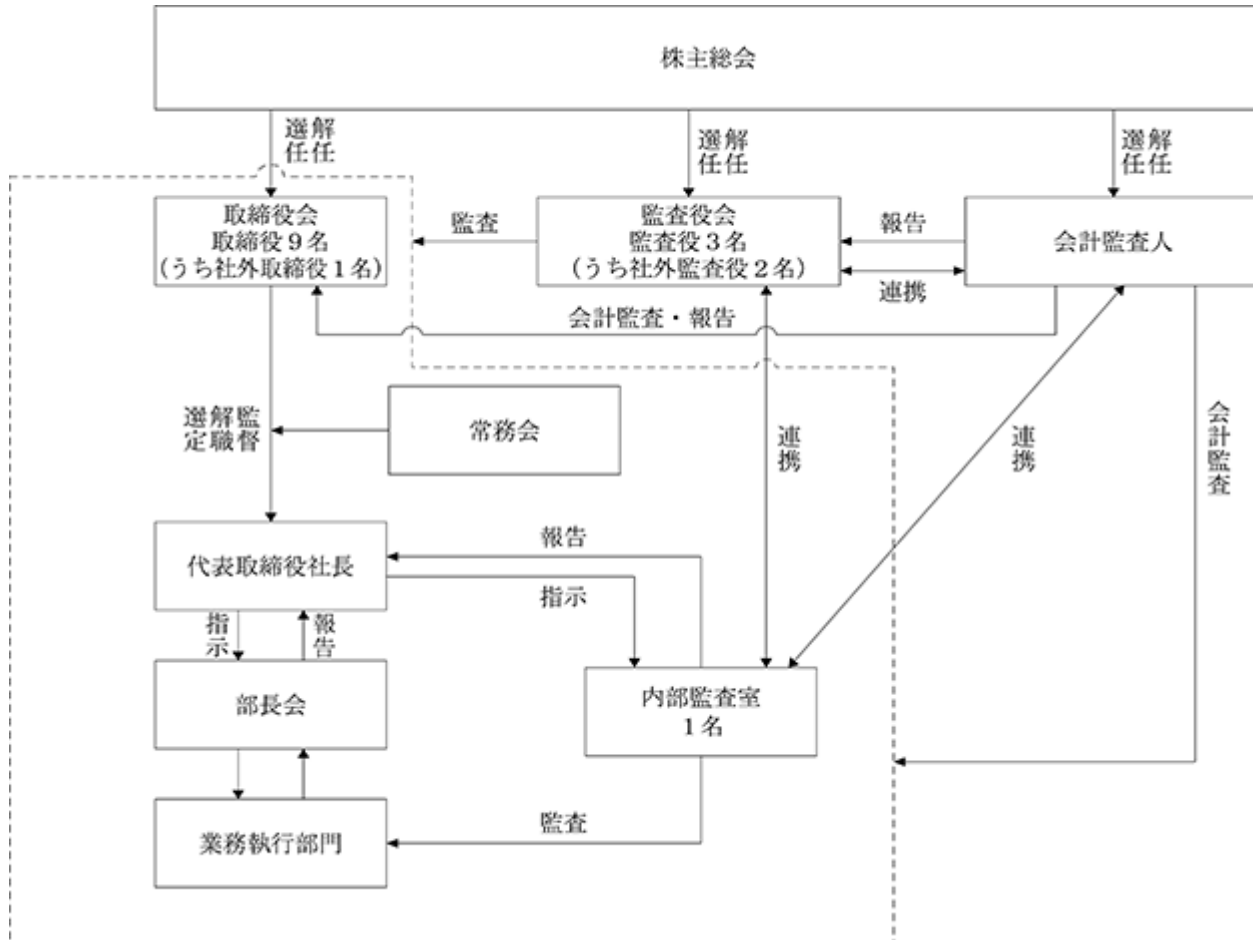 株主総会
選解
任任
選解
任任
選解
任任
取締役会
取締役9名
(うち社外取締役1名)
監査
監査役会
監査役3名
(うち社外監査役2名)
報告
連携
会計監査人
会計監査・報告
選解監
定職督
常務会
連携
連携
会計監査
代表取締役社長
報告
指示
指示
報告
部長会
内部監査室
1名
業務執行部門
監査